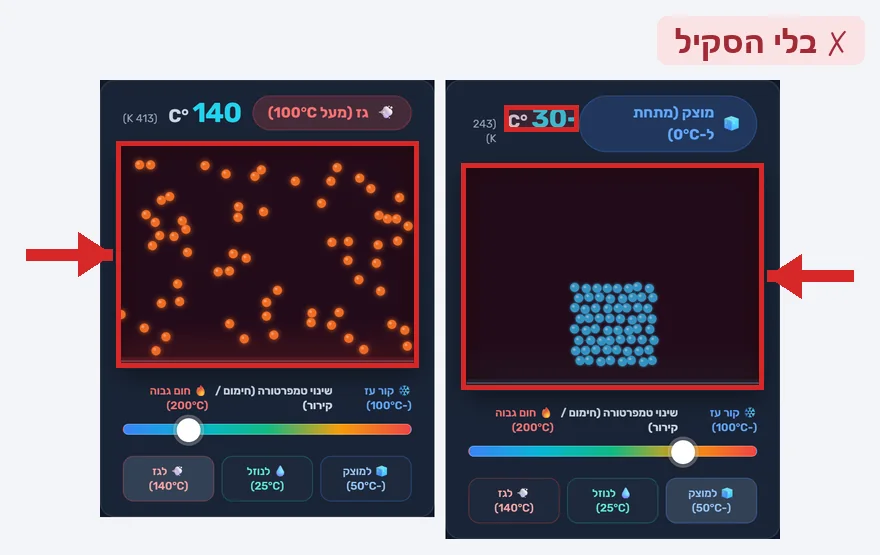 ✗ בלי הסקיל
מוצק (מתחת
ל-0°C)
-30 °C
(243
K)
❄️ קור עז
(-100°C)
שינוי טמפרטורה (חימום /
קירור)
🔥 חום גבוה
(200°C)
🧊 למוצק
(-50°C)
💧 לנוזל
(25°C)
לגז
(140°C)
גז (מעל 100°C)
140 °C
(413 K)
❄️ קור עז
(-100°C)
שינוי טמפרטורה (חימום /
קירור)
🔥 חום גבוה
(200°C)
🧊 למוצק
(-50°C)
💧 לנוזל
(25°C)
לגז
(140°C)